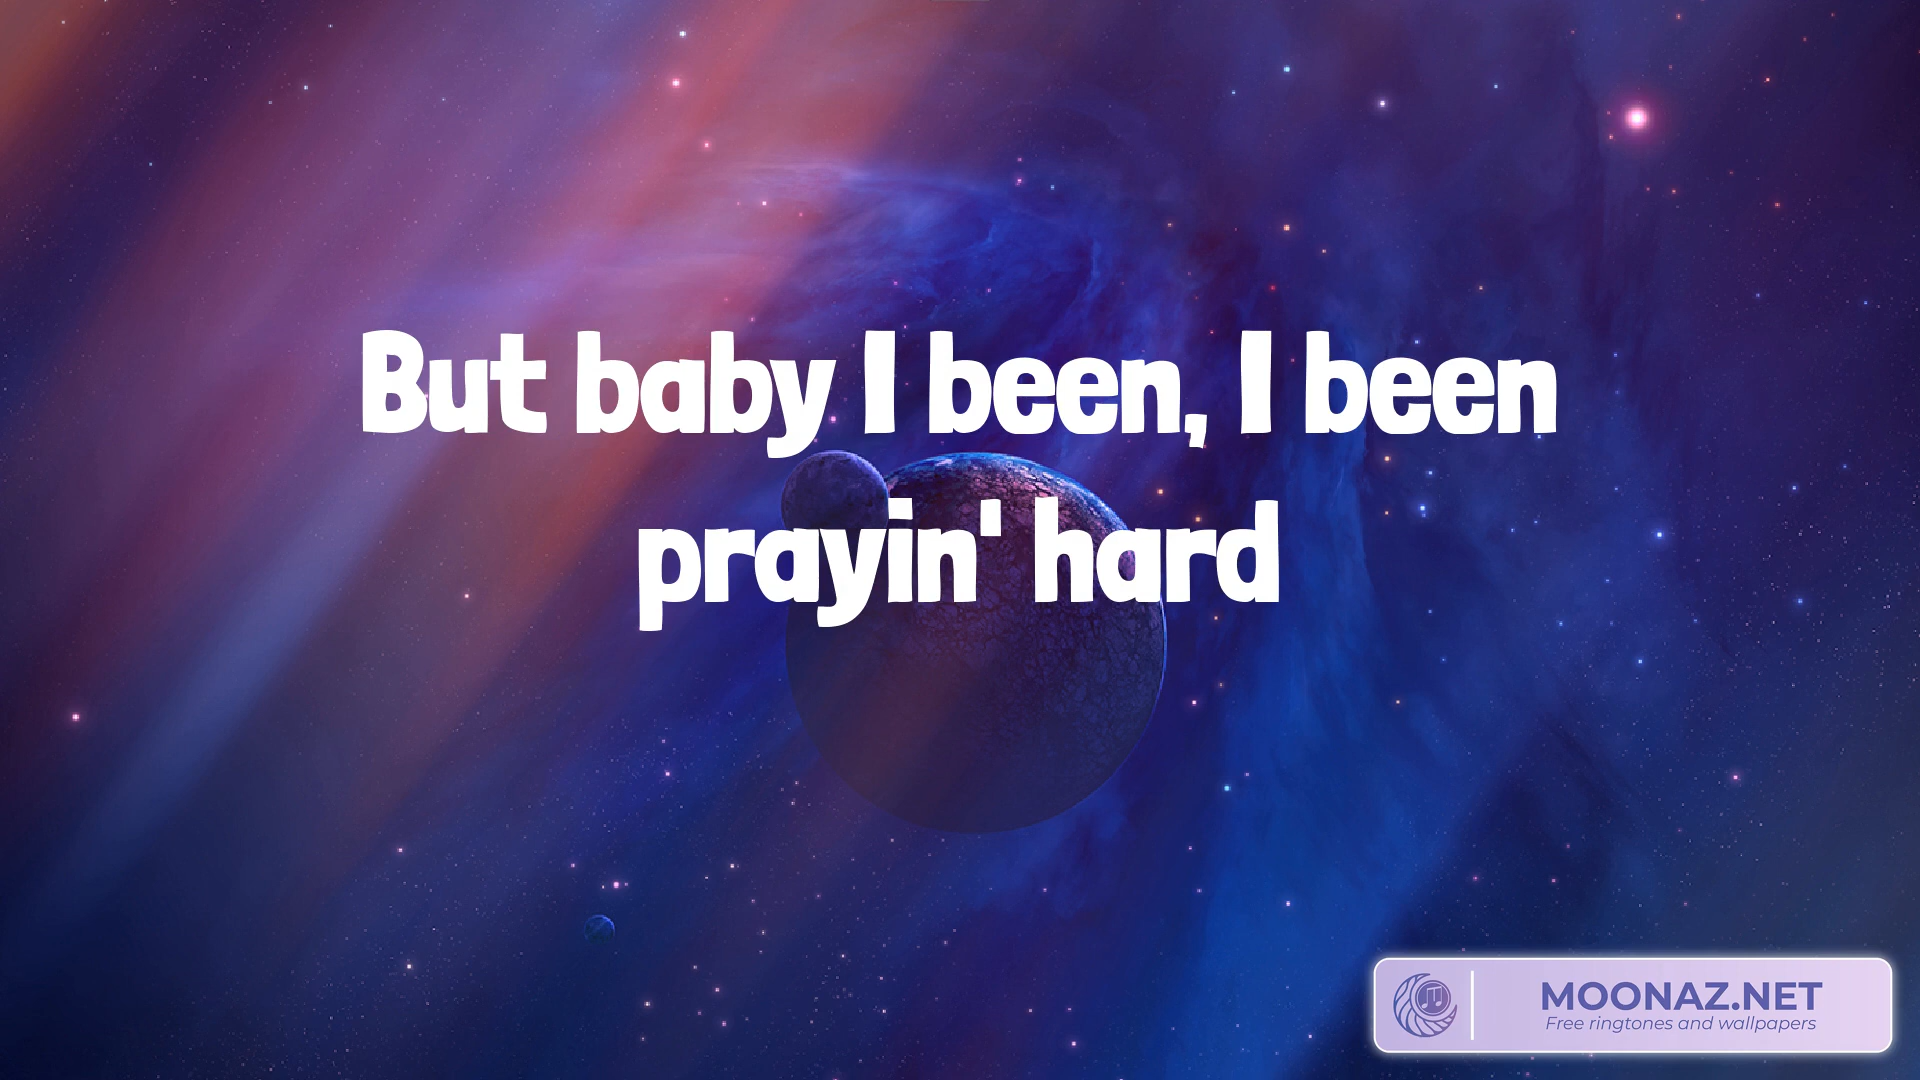 But baby I been, I been
prayin' hard
MOONAZ.NET
Free ringtones and wallpapers